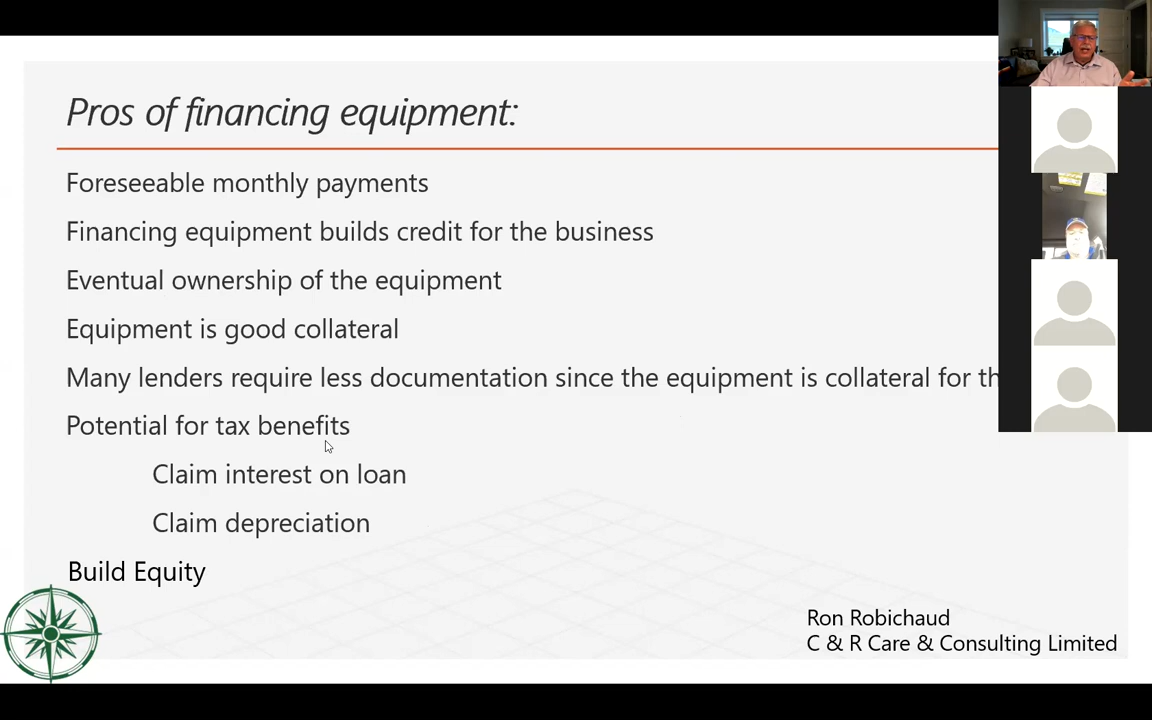 Pros of financing equipment:
Foreseeable monthly payments
Financing equipment builds credit for the business
Eventual ownership of the equipment
Equipment is good collateral
Many lenders require less documentation since the equipment is collateral for
Potential for tax benefits
Claim interest on loan
Claim depreciation
Build Equity
Ron Robichaud
C & R Care & Consulting Limited